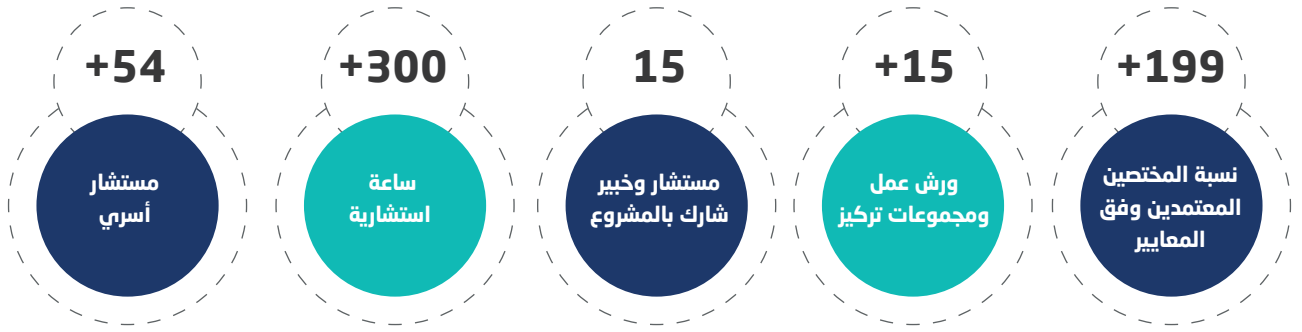 +199
نسبة المختصين
المعتمدين وفق
المعايير
+15
ورش عمل
ومجموعات تركيز
15
مستشار وخبير
شارك بالمشروع
+300
ساعة
استشارية
+54
مستشار
أسري